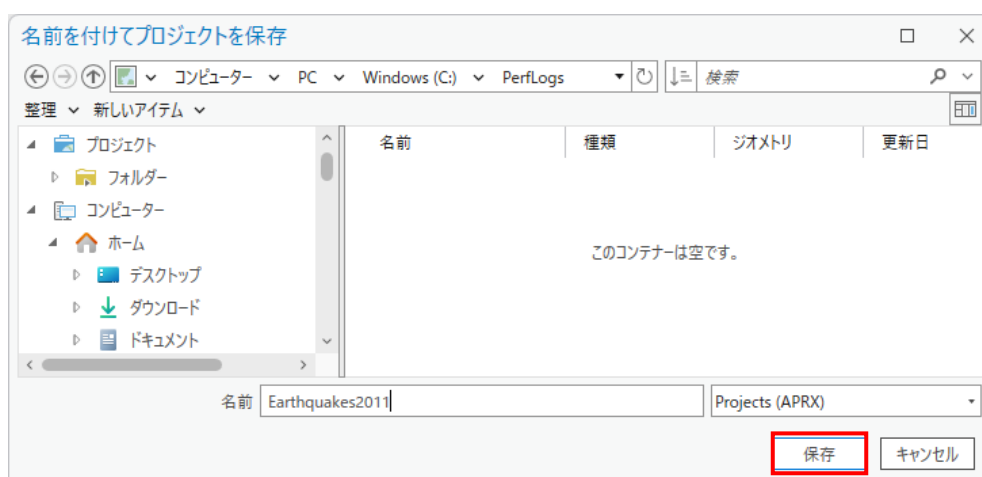 名前を付けてプロジェクトを保存
コンピューター PC Windows (C:) PerfLogs 検索
整理 新しいアイテム
プロジェクト
フォルダー
コンピューター
ホーム
デスクトップ
ダウンロード
ドキュメント
名前 種類 ジオメトリ 更新日
このコンテナーは空です。
名前 Earthquakes2011 Projects (APRX)
保存 キャンセル